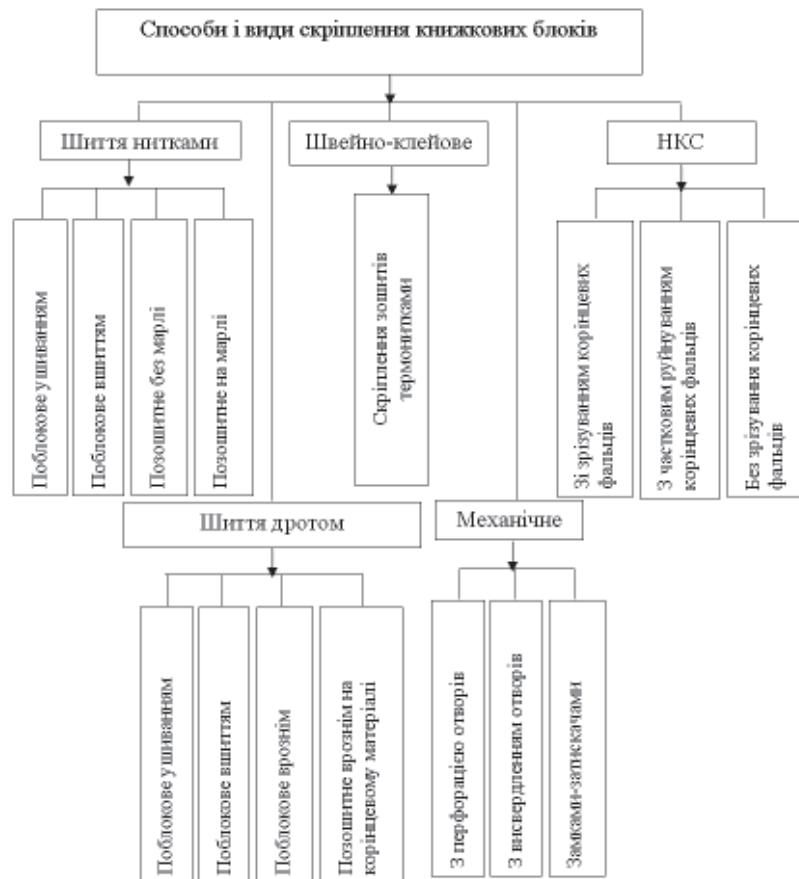 Способи і види скріплення книжкових блоків
Шиття нитками
Швейно-клейове
НКС
Поблокове ушиванням
Поблокове вшиттям
Позошитне без марлі
Позошитне на марлі
Скріплення зошитів
термонитками
Зі зрізуванням корінцевих
фальців
З частковим руйнуванням
корінцевих фальців
Без зрізування корінцевих
фальців
Шиття дротом
Механічне
Поблокове ушиванням
Поблокове вшиттям
Поблокове врознім
Позошитне врознім на
корінцевому матеріалі
З перфорацією отворів
З висвердленням отворів
Замками-затискачами